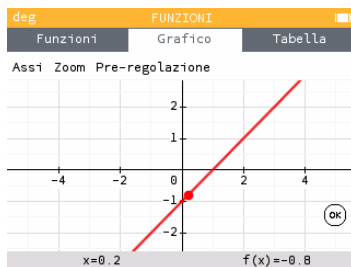 deg FUNZIONI
Funzioni Grafico Tabella
Assi Zoom Pre-regolazione
2
1
-4 -2 0 2 4
-1
OK
-2
x=0.2 f(x)=-0.8